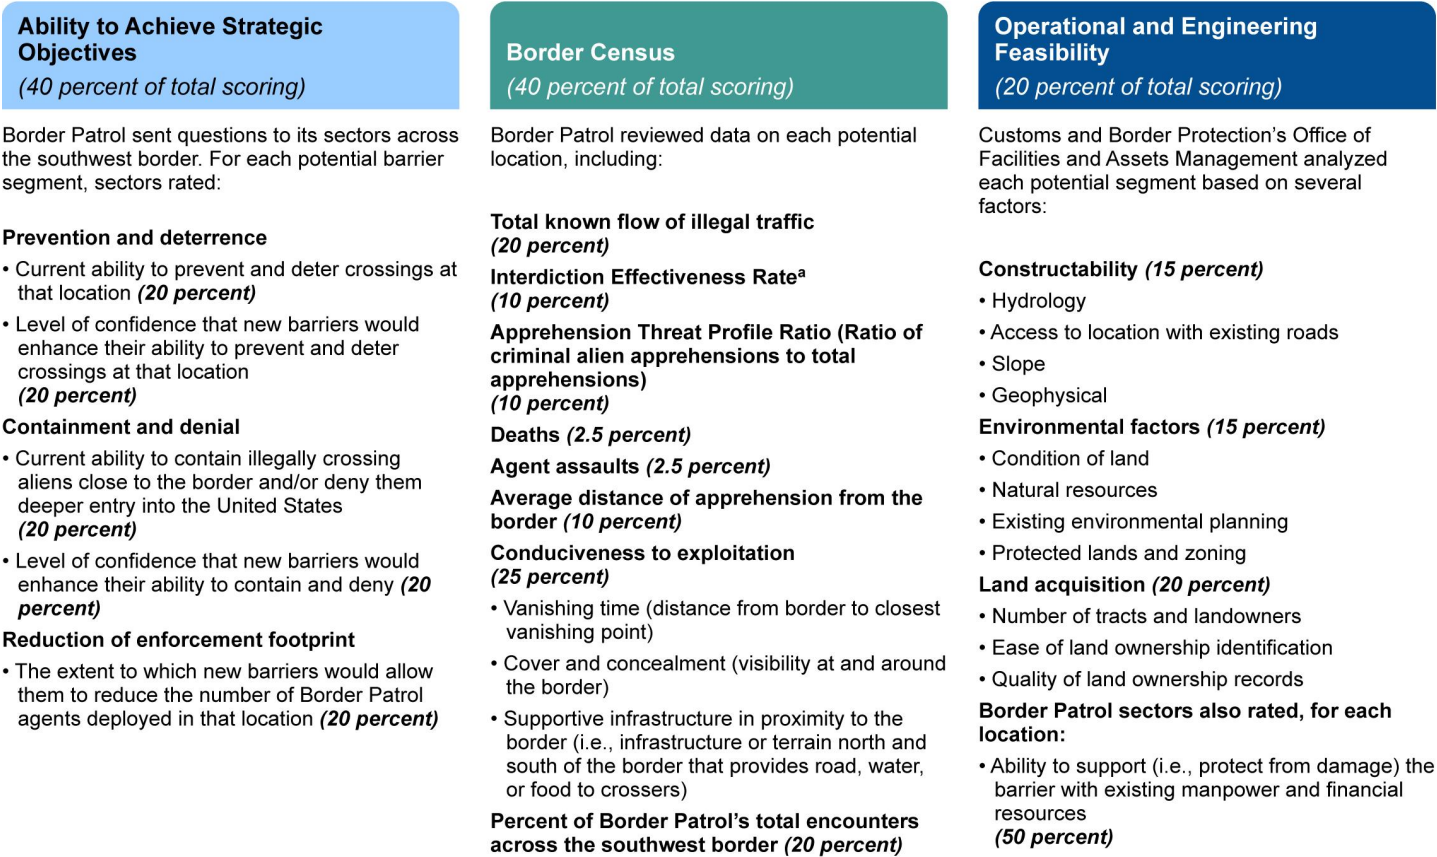 Ability to Achieve Strategic
Objectives
(40 percent of total scoring)
Border Patrol sent questions to its sectors across
the southwest border. For each potential barrier
segment, sectors rated:
Prevention and deterrence
• Current ability to prevent and deter crossings at
that location (20 percent)
• Level of confidence that new barriers would
enhance their ability to prevent and deter
crossings at that location
(20 percent)
Containment and denial
• Current ability to contain illegally crossing
aliens close to the border and/or deny them
deeper entry into the United States
(20 percent)
• Level of confidence that new barriers would
enhance their ability to contain and deny (20
percent)
Reduction of enforcement footprint
• The extent to which new barriers would allow
them to reduce the number of Border Patrol
agents deployed in that location (20 percent)
Border Census
(40 percent of total scoring)
Border Patrol reviewed data on each potential
location, including:
Total known flow of illegal traffic
(20 percent)
Interdiction Effectiveness Rateᵃ
(10 percent)
Apprehension Threat Profile Ratio (Ratio of
criminal alien apprehensions to total
apprehensions)
(10 percent)
Deaths (2.5 percent)
Agent assaults (2.5 percent)
Average distance of apprehension from the
border (10 percent)
Conduciveness to exploitation
(25 percent)
• Vanishing time (distance from border to closest
vanishing point)
• Cover and concealment (visibility at and around
the border)
• Supportive infrastructure in proximity to the
border (i.e., infrastructure or terrain north and
south of the border that provides road, water,
or food to crossers)
Percent of Border Patrol’s total encounters
across the southwest border (20 percent)
Operational and Engineering
Feasibility
(20 percent of total scoring)
Customs and Border Protection’s Office of
Facilities and Assets Management analyzed
each potential segment based on several
factors:
Constructability (15 percent)
• Hydrology
• Access to location with existing roads
• Slope
• Geophysical
Environmental factors (15 percent)
• Condition of land
• Natural resources
• Existing environmental planning
• Protected lands and zoning
Land acquisition (20 percent)
• Number of tracts and landowners
• Ease of land ownership identification
• Quality of land ownership records
Border Patrol sectors also rated, for each
location:
• Ability to support (i.e., protect from damage) the
barrier with existing manpower and financial
resources
(50 percent)